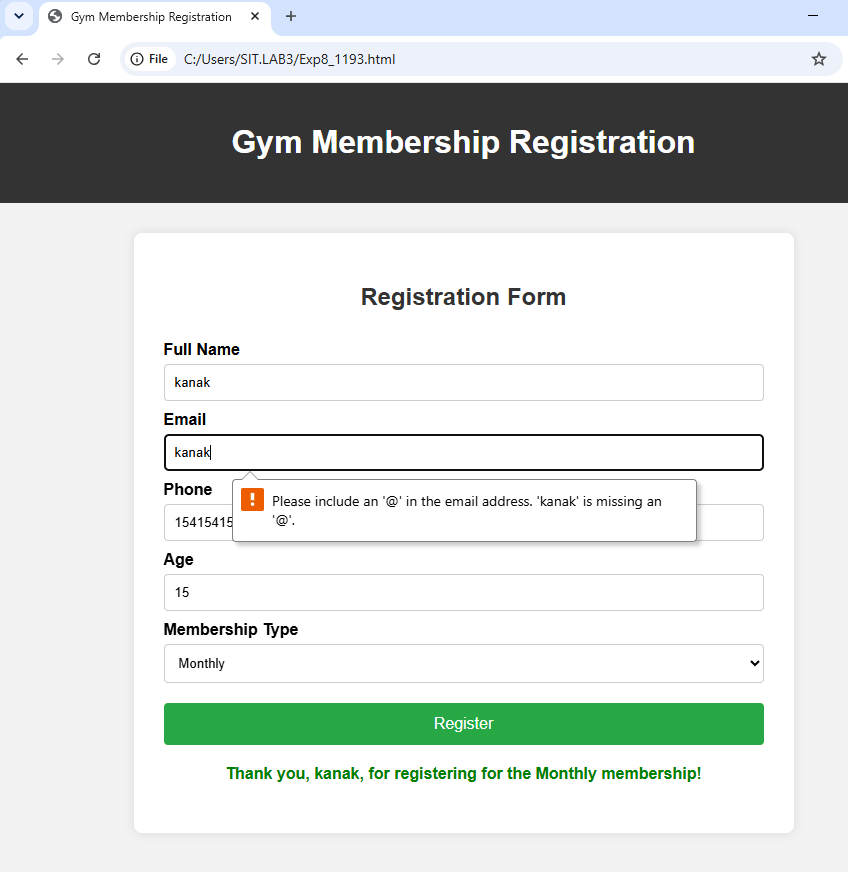 Gym Membership Registration
File C:/Users/SIT.LAB3/Exp8_1193.html
Gym Membership Registration
Registration Form
Full Name
kanak
Email
kanak
Phone
Please include an '@' in the email address. 'kanak' is missing an
'@'.
15415415
Age
15
Membership Type
Monthly
Register
Thank you, kanak, for registering for the Monthly membership!